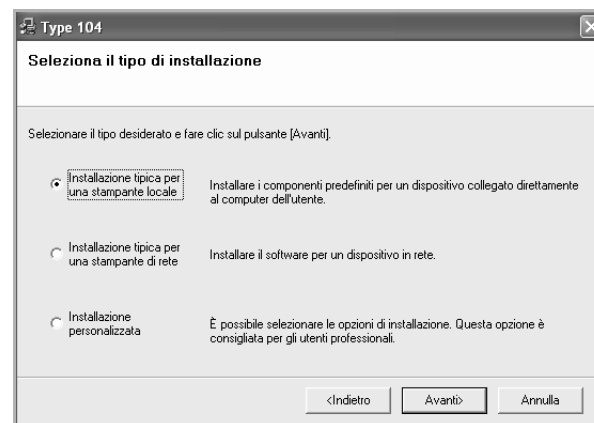 Type 104
Seleziona il tipo di installazione
Selezionare il tipo desiderato e fare clic sul pulsante [Avanti].
Installazione tipica per
una stampante locale
Installare i componenti predefiniti per un dispositivo collegato direttamente
al computer dell'utente.
Installazione tipica per
una stampante di rete
Installare il software per un dispositivo in rete.
Installazione
personalizzata
È possibile selezionare le opzioni di installazione. Questa opzione è
consigliata per gli utenti professionali.
<Indietro
Avanti>
Annulla